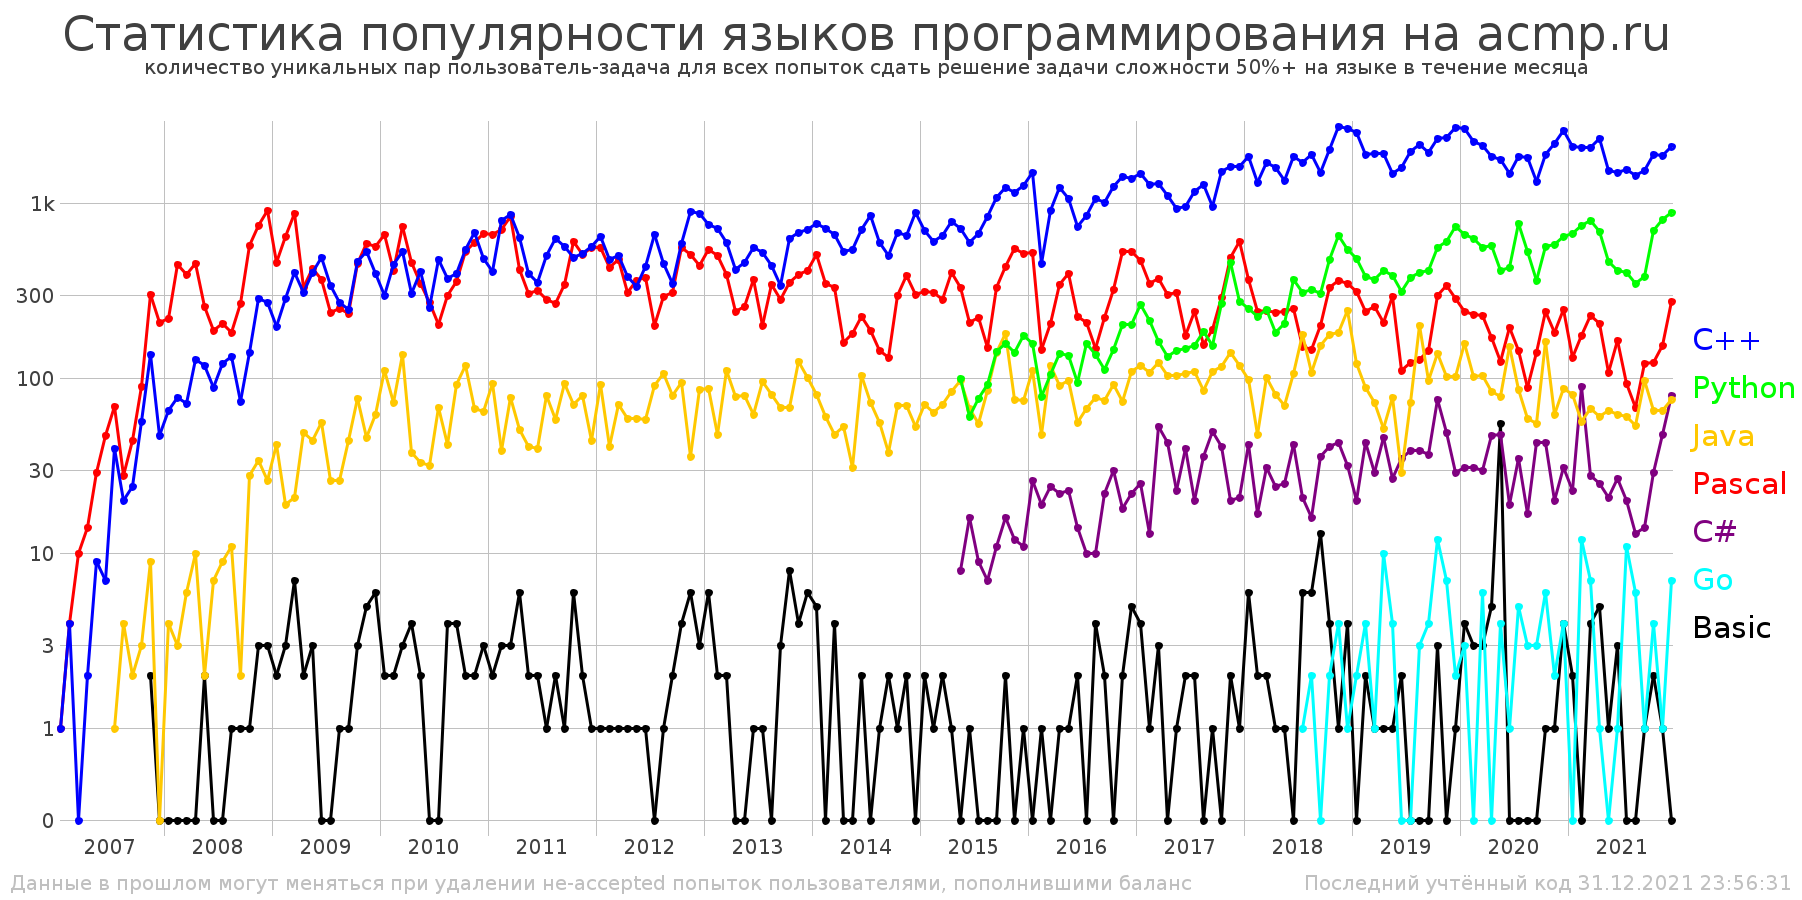 Статистика популярности языков программирования на acmp.ru
количество уникальных пар пользователь-задача для всех попыток сдать решение задачи сложности 50%+ на языке в течение месяца
1k
300
100
30
10
3
1
0
C++
Python
Java
Pascal
C#
Go
Basic
2007 2008 2009 2010 2011 2012 2013 2014 2015 2016 2017 2018 2019 2020 2021
Данные в прошлом могут меняться при удалении не-accepted попыток пользователями, пополнившими баланс
Последний учтённый код 31.12.2021 23:56:31